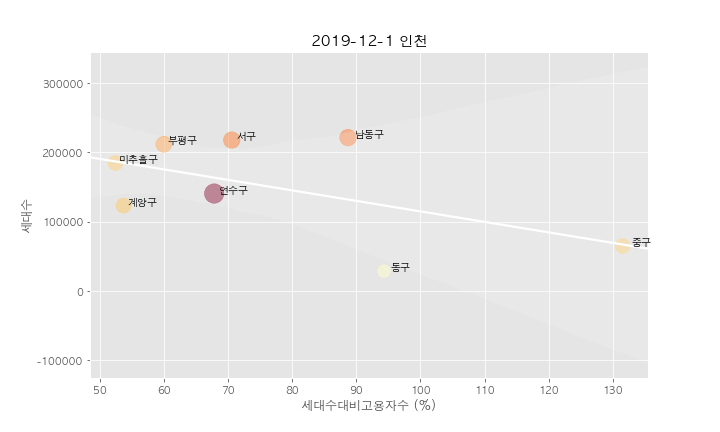 2019-12-1 인천
300000
200000
100000
0
-100000
세대수
부평구
서구
남동구
미추홀구
연수구
계양구
동구
중구
50 60 70 80 90 100 110 120 130
세대수대비고용자수 (%)